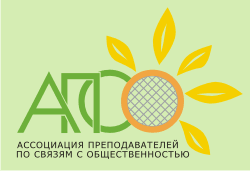 АПСО
АССОЦИАЦИЯ ПРЕПОДАВАТЕЛЕЙ
ПО СВЯЗЯМ С ОБЩЕСТВЕННОСТЬЮ